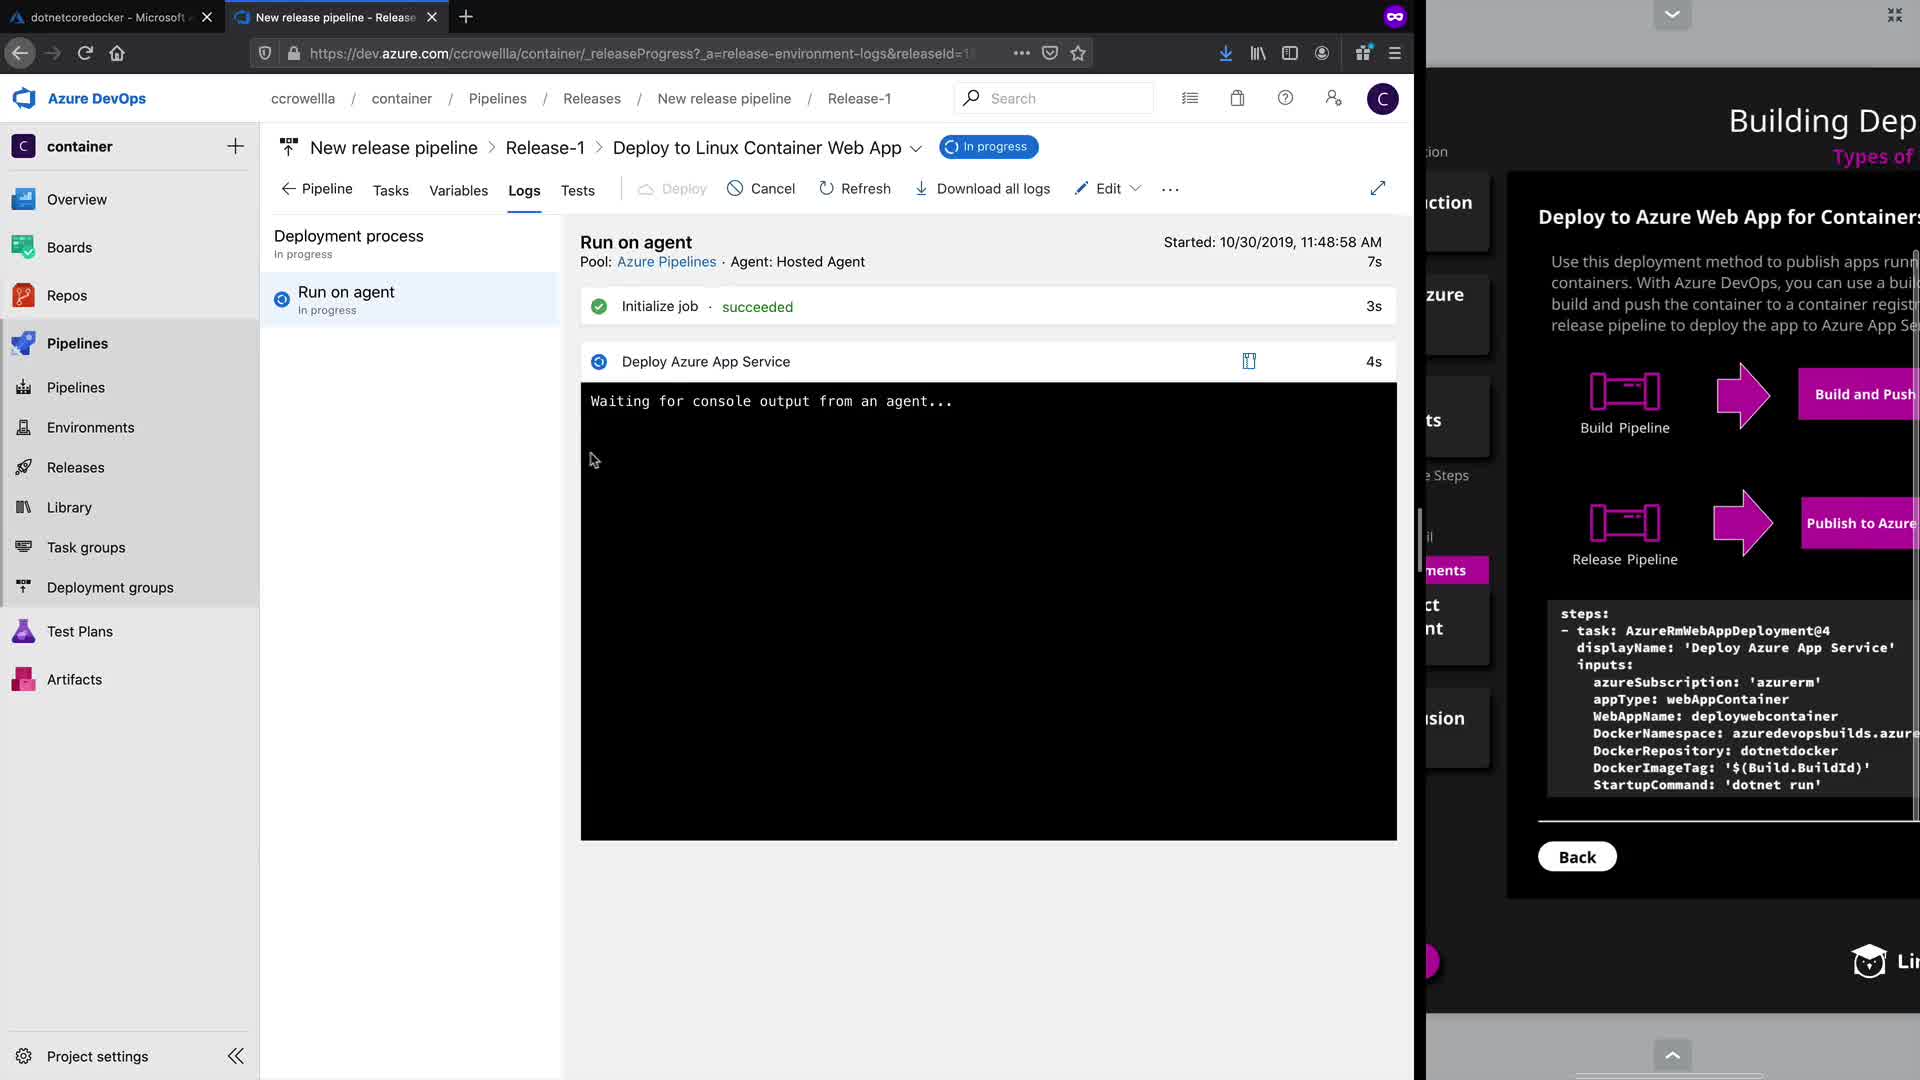 dotnetcoredocker - Microsoft
New release pipeline - Release
https://dev.azure.com/ccrowellla/container/_releaseProgress?_a=release-environment-logs&releaseId=
Azure DevOps
ccrowellla / container / Pipelines / Releases / New release pipeline / Release-1
Search
C
C container
New release pipeline > Release-1 > Deploy to Linux Container Web App
In progress
Pipeline Tasks Variables Logs Tests Deploy Cancel Refresh Download all logs Edit ...
Overview
Boards
Repos
Pipelines
Pipelines
Environments
Releases
Library
Task groups
Deployment groups
Test Plans
Artifacts
Project settings
Deployment process
In progress
Run on agent
In progress
Run on agent
Started: 10/30/2019, 11:48:58 AM
Pool: Azure Pipelines · Agent: Hosted Agent
7s
Initialize job · succeeded
3s
Deploy Azure App Service
4s
Waiting for console output from an agent...
Building Dep
Types of
Deploy to Azure Web App for Containers
Use this deployment method to publish apps runn
containers. With Azure DevOps, you can use a buil
build and push the container to a container registr
release pipeline to deploy the app to Azure App Se
Build Pipeline
Build and Push
Release Pipeline
Publish to Azure
steps:
- task: AzureRmWebAppDeployment@4
displayName: 'Deploy Azure App Service'
inputs:
azureSubscription: 'azurerm'
appType: webAppContainer
WebAppName: deploywebcontainer
DockerNamespace: azuredevopsbuilds.azure
DockerRepository: dotnetdocker
DockerImageTag: '$(Build.BuildId)'
StartupCommand: 'dotnet run'
Back
tion
ction
zure
ts
e Steps
il
ments
ct
nt
sion
Lin